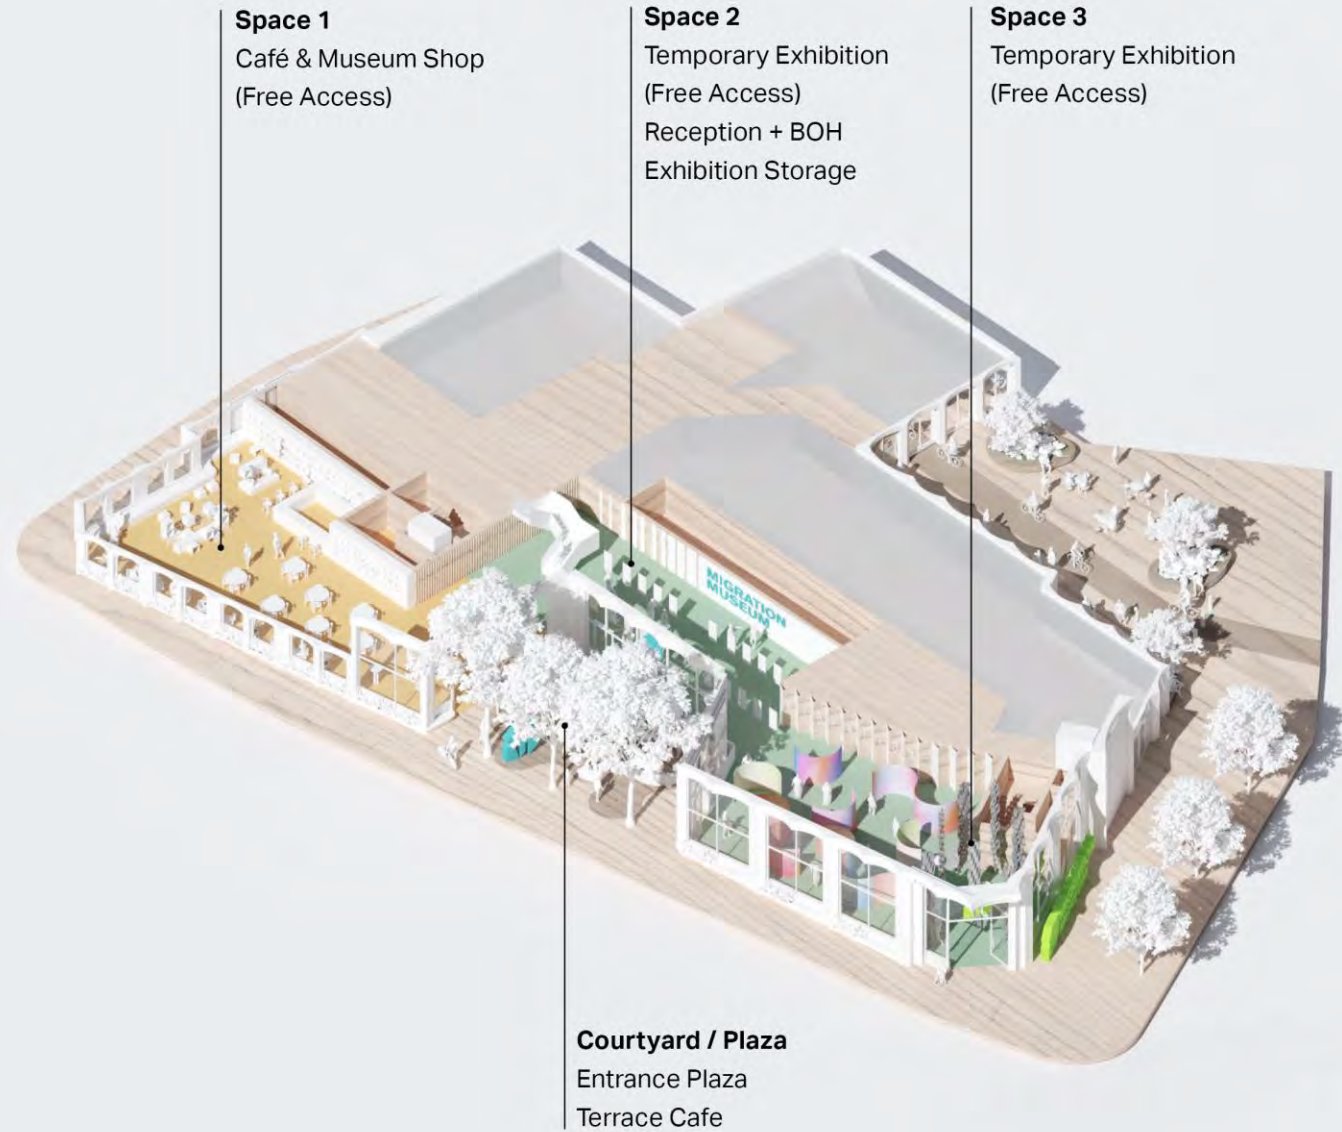 Space 1
Café & Museum Shop
(Free Access)
Space 2
Temporary Exhibition
(Free Access)
Reception + BOH
Exhibition Storage
Space 3
Temporary Exhibition
(Free Access)
MIGRATION
MUSEUM
Courtyard / Plaza
Entrance Plaza
Terrace Cafe